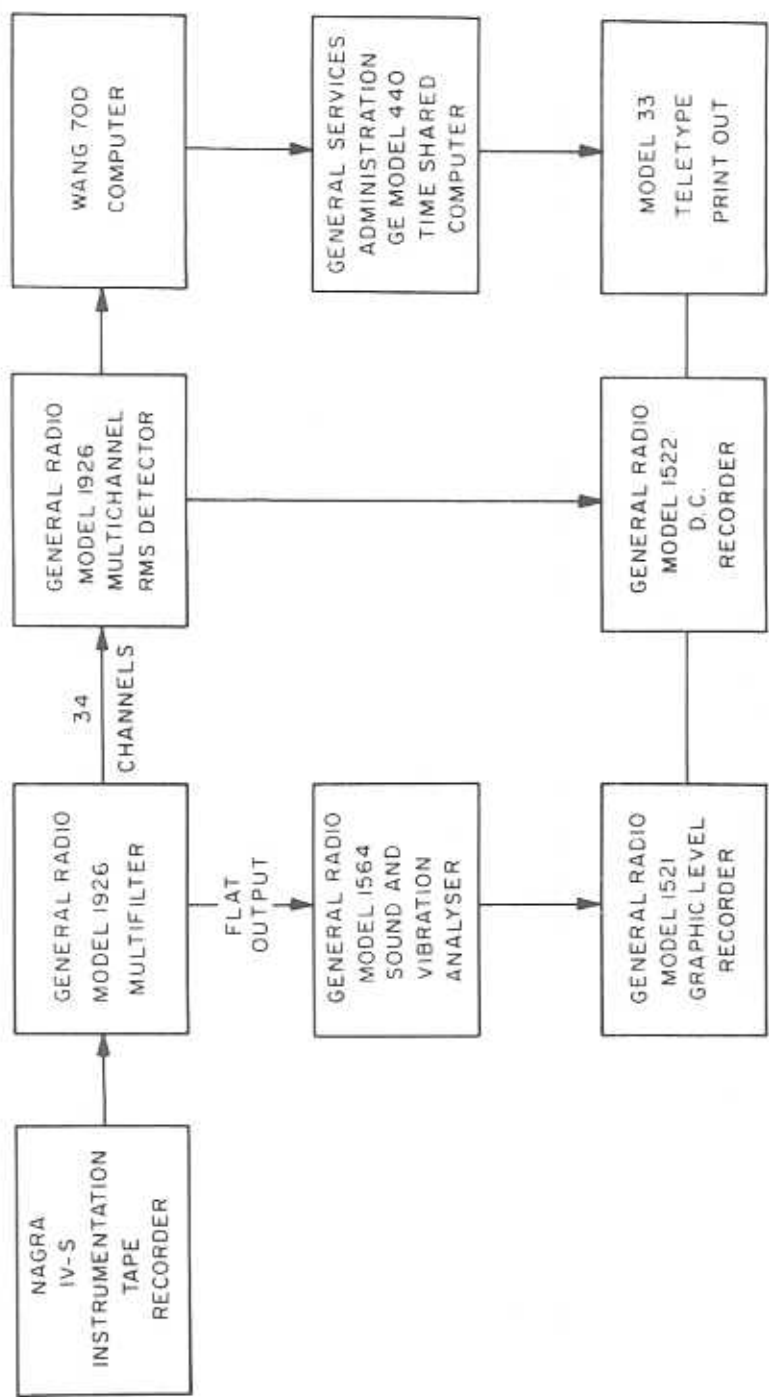 NAGRA
IV-S
INSTRUMENTATION
TAPE
RECORDER
GENERAL RADIO
MODEL 1926
MULTIFILTER
34
CHANNELS
GENERAL RADIO
MODEL 1926
MULTICHANNEL
RMS DETECTOR
WANG 700
COMPUTER
FLAT
OUTPUT
GENERAL RADIO
MODEL 1564
SOUND AND
VIBRATION
ANALYSER
GENERAL SERVICES
ADMINISTRATION
GE MODEL 440
TIME SHARED
COMPUTER
GENERAL RADIO
MODEL 1521
GRAPHIC LEVEL
RECORDER
GENERAL RADIO
MODEL 1522
D.C.
RECORDER
MODEL 33
TELETYPE
PRINT OUT